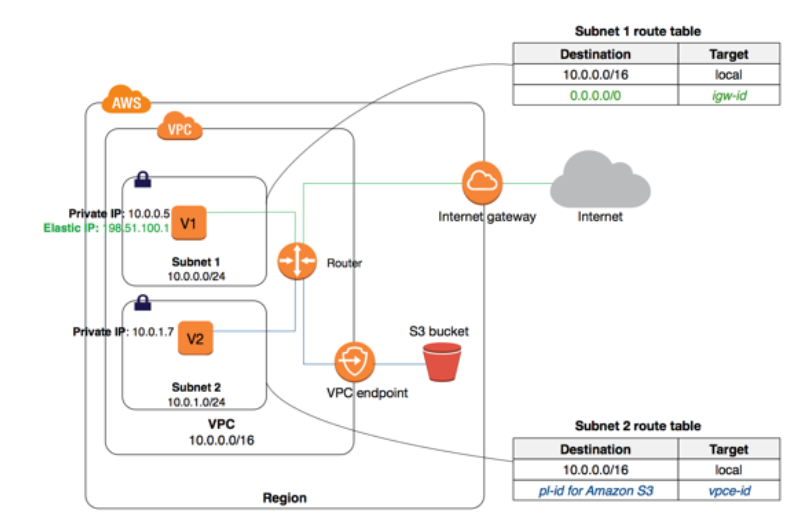 Subnet 1 route table
Destination Target
10.0.0.0/16 local
0.0.0.0/0 igw-id
AWS
VPC
Private IP: 10.0.0.5
Elastic IP: 198.51.100.1
V1
Subnet 1
10.0.0.0/24
Router
Internet gateway
Internet
Private IP: 10.0.1.7
V2
Subnet 2
10.0.1.0/24
VPC
10.0.0.0/16
S3 bucket
VPC endpoint
Region
Subnet 2 route table
Destination Target
10.0.0.0/16 local
pl-id for Amazon S3 vpce-id